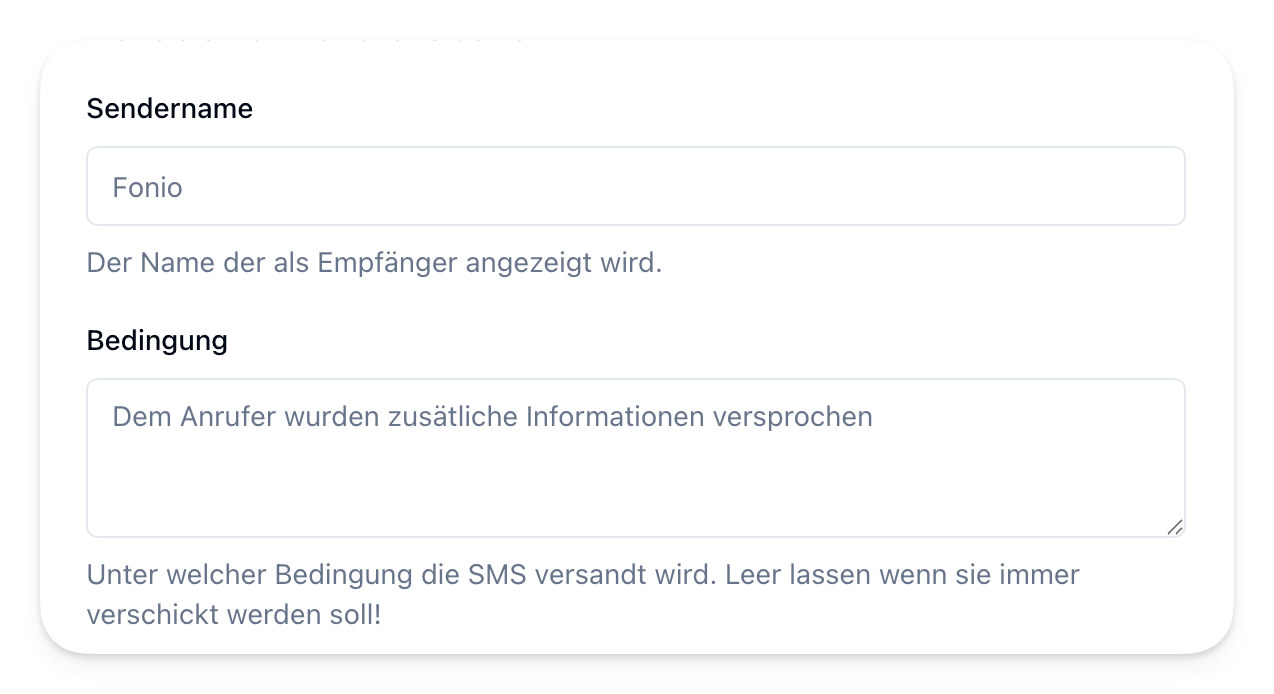 Sendername
Fonio
Der Name der als Empfänger angezeigt wird.
Bedingung
Dem Anrufer wurden zusätliche Informationen versprochen
Unter welcher Bedingung die SMS versandt wird. Leer lassen wenn sie immer
verschickt werden soll!